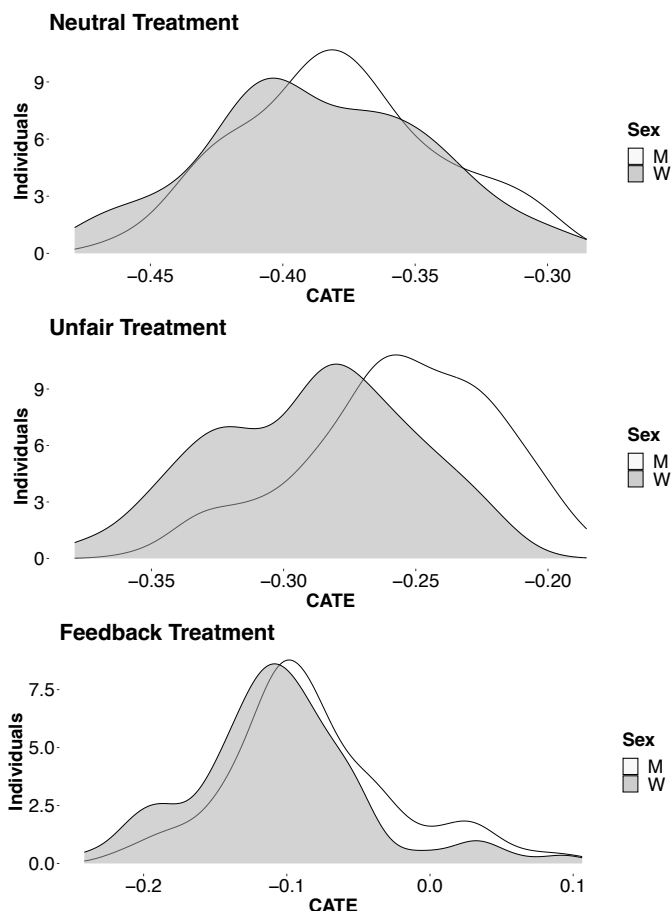 Neutral Treatment
Individuals
9
6
3
0
−0.45 −0.40 −0.35 −0.30
CATE
Sex
M
W
Unfair Treatment
Individuals
9
6
3
0
−0.35 −0.30 −0.25 −0.20
CATE
Sex
M
W
Feedback Treatment
Individuals
7.5
5.0
2.5
0.0
−0.2 −0.1 0.0 0.1
CATE
Sex
M
W